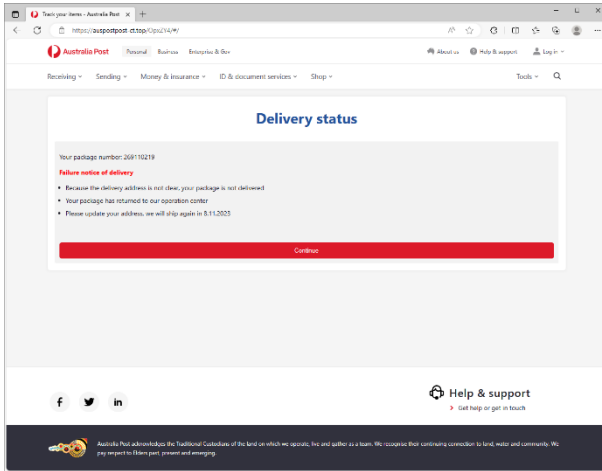 Track your items - Australia Post
https://auspostpost-ct.top/OpxZY4/#/
Australia Post Personal Business Enterprise & Gov About us Help & support Log in
Receiving Sending Money & insurance ID & document services Shop Tools
Delivery status
Your package number: 269110219
Failure notice of delivery
Because the delivery address is not clear, your package is not delivered
Your package has returned to our operation center
Please update your address, we will ship again in 8.11.2023
Continue
Help & support
Get help or get in touch
Australia Post acknowledges the Traditional Custodians of the land on which we operate, live and gather as a team. We recognise their continuing connection to land, water and community. We
pay respect to Elders past, present and emerging.